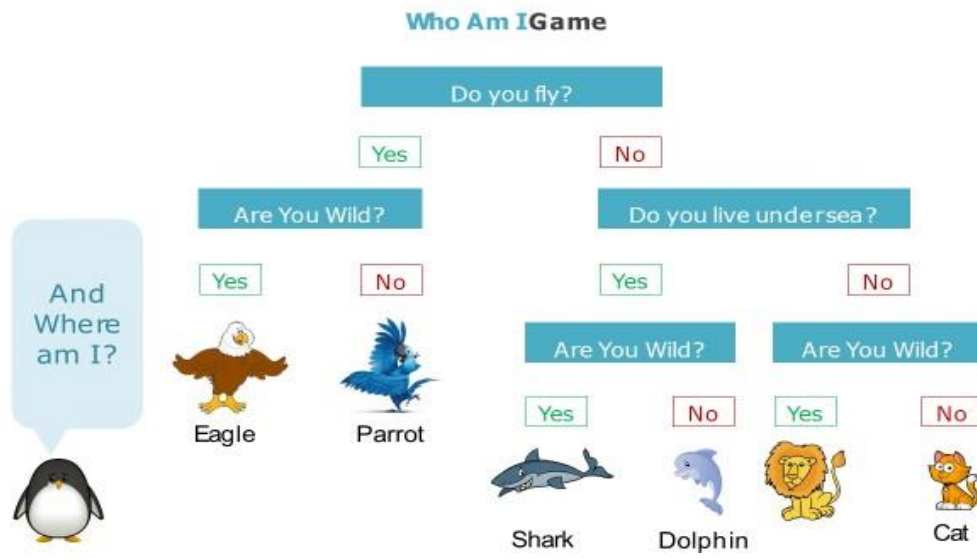 Who Am IGame
Do you fly?
Yes
No
Are You Wild?
Do you live undersea?
Yes
No
Yes
No
And
Where
am I?
Are You Wild?
Are You Wild?
Yes
No
Yes
No
Eagle
Parrot
Shark
Dolphin
Cat